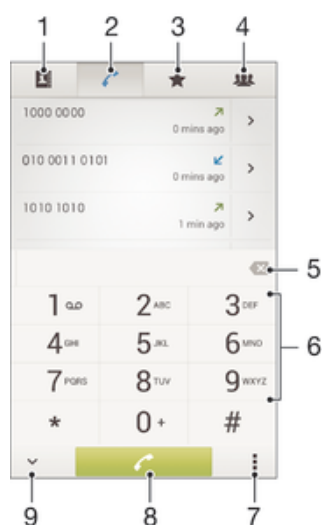 1 2 3 4
1000 0000
0 mins ago
010 0011 0101
0 mins ago
1010 1010
1 min ago
5
1 2 ABC 3 DEF
4 GHI 5 JKL 6 MNO
6
7 PQRS 8 TUV 9 WXYZ
* 0 + #
9 8 7